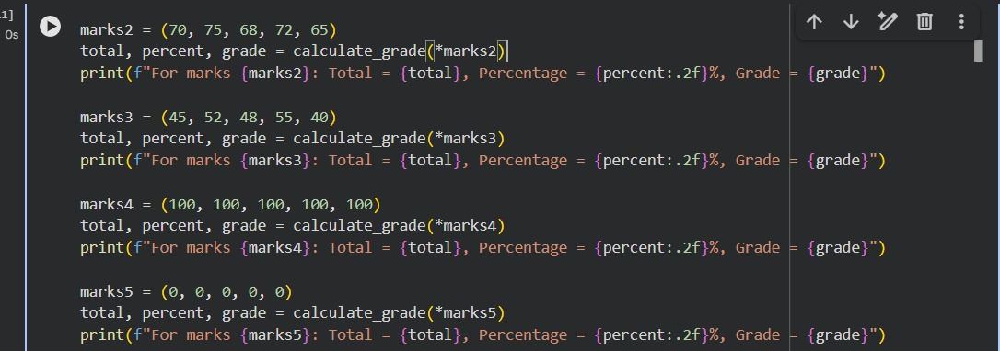 1]
0s
marks2 = (70, 75, 68, 72, 65)
total, percent, grade = calculate_grade(*marks2)
print(f"For marks {marks2}: Total = {total}, Percentage = {percent:.2f}%, Grade = {grade}")
marks3 = (45, 52, 48, 55, 40)
total, percent, grade = calculate_grade(*marks3)
print(f"For marks {marks3}: Total = {total}, Percentage = {percent:.2f}%, Grade = {grade}")
marks4 = (100, 100, 100, 100, 100)
total, percent, grade = calculate_grade(*marks4)
print(f"For marks {marks4}: Total = {total}, Percentage = {percent:.2f}%, Grade = {grade}")
marks5 = (0, 0, 0, 0, 0)
total, percent, grade = calculate_grade(*marks5)
print(f"For marks {marks5}: Total = {total}, Percentage = {percent:.2f}%, Grade = {grade}")